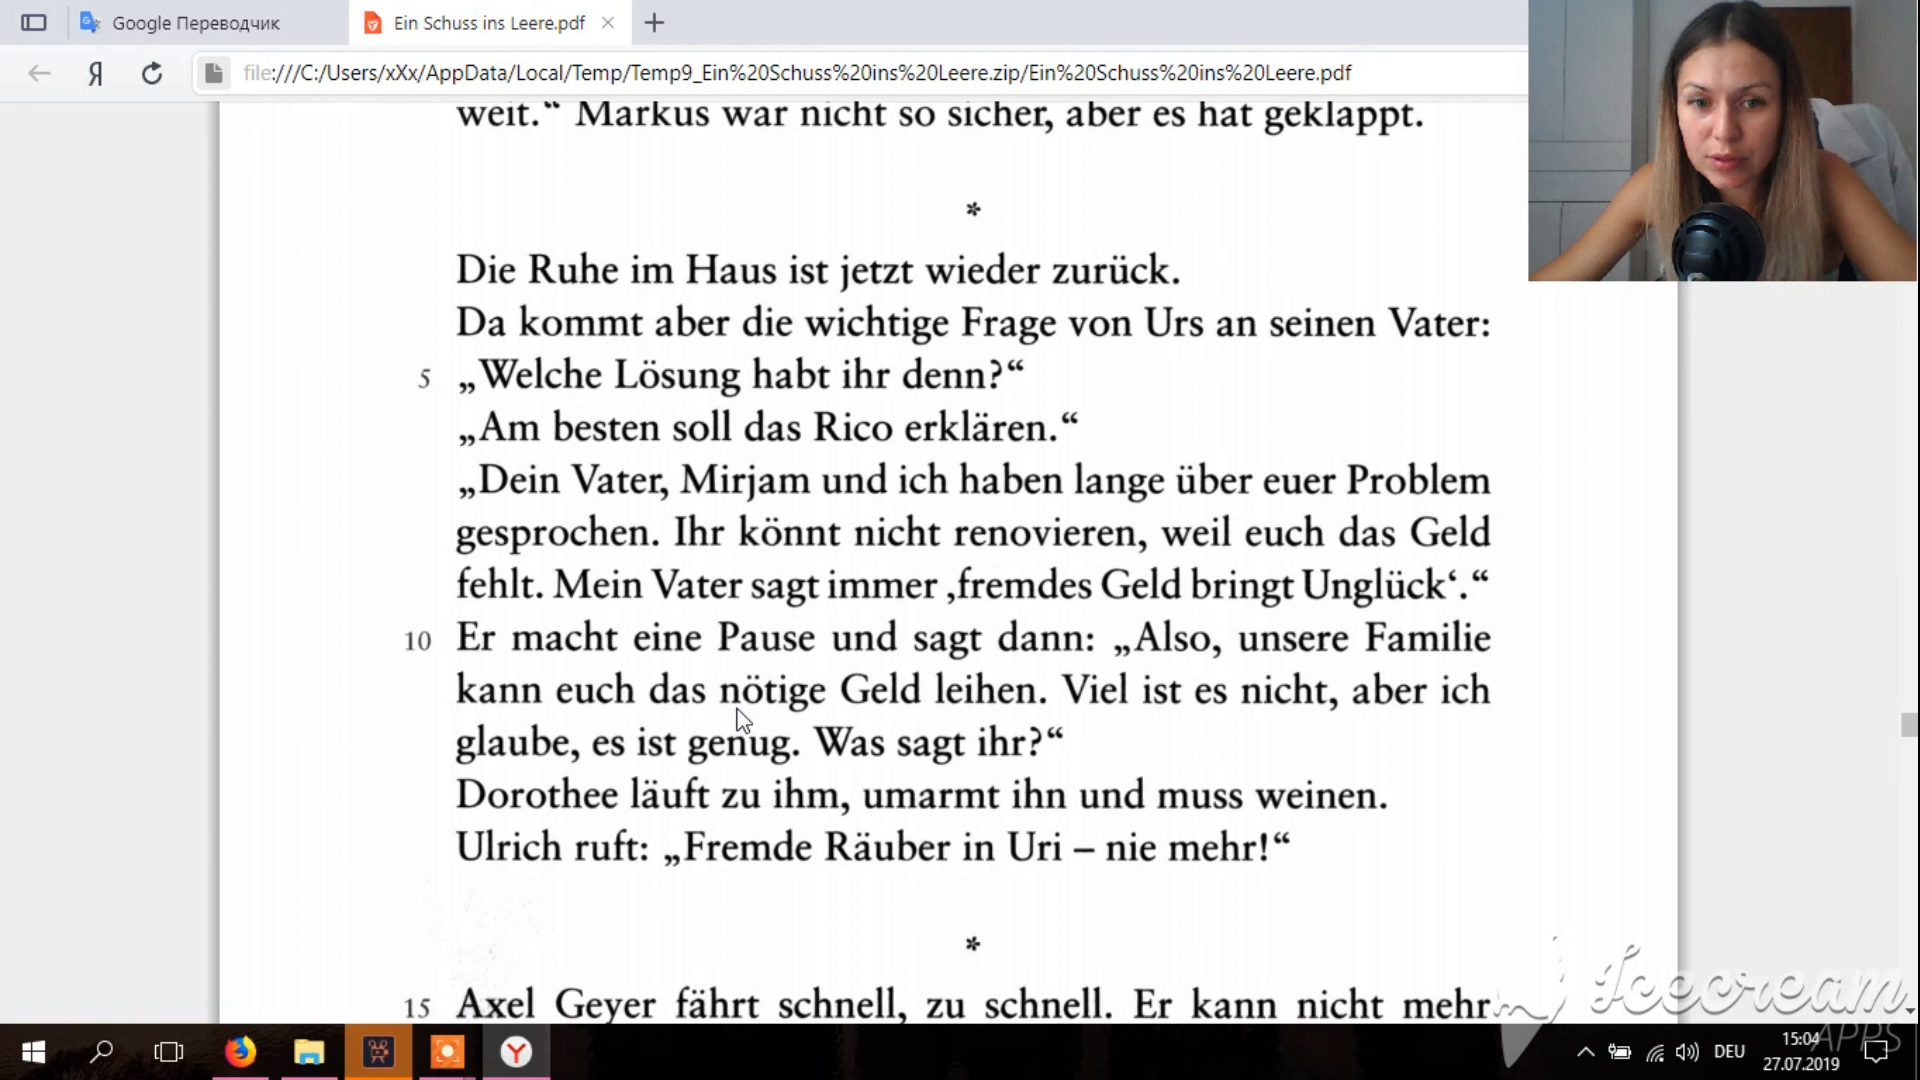 Google Переводчик
Ein Schuss ins Leere.pdf
Я
file:///C:/Users/xXx/AppData/Local/Temp/Temp9_Ein%20Schuss%20ins%20Leere.zip/Ein%20Schuss%20ins%20Leere.pdf
weit.“ Markus war nicht so sicher, aber es hat geklappt.
*
Die Ruhe im Haus ist jetzt wieder zurück.
Da kommt aber die wichtige Frage von Urs an seinen Vater:
5 „Welche Lösung habt ihr denn?“
„Am besten soll das Rico erklären.“
„Dein Vater, Mirjam und ich haben lange über euer Problem
gesprochen. Ihr könnt nicht renovieren, weil euch das Geld
fehlt. Mein Vater sagt immer ‚fremdes Geld bringt Unglück‘.“
10 Er macht eine Pause und sagt dann: „Also, unsere Familie
kann euch das nötige Geld leihen. Viel ist es nicht, aber ich
glaube, es ist genug. Was sagt ihr?“
Dorothee läuft zu ihm, umarmt ihn und muss weinen.
Ulrich ruft: „Fremde Räuber in Uri – nie mehr!“
*
15 Axel Geyer fährt schnell, zu schnell. Er kann nicht mehr
Icecream
APPS
DEU
15:04
27.07.2019